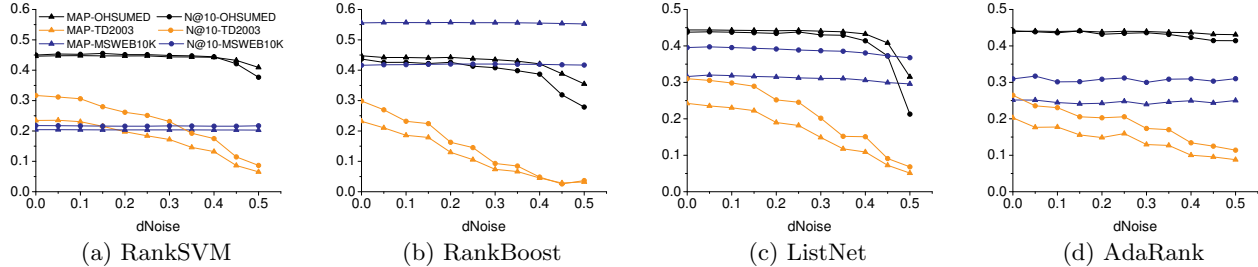 MAP-OHSUMED N@10-OHSUMED
MAP-TD2003 N@10-TD2003
MAP-MSWEB10K N@10-MSWEB10K
0.6
0.5
0.4
0.3
0.2
0.1
0.0
0.0 0.1 0.2 0.3 0.4 0.5
dNoise
(a) RankSVM
0.6
0.5
0.4
0.3
0.2
0.1
0.0
0.0 0.1 0.2 0.3 0.4 0.5
dNoise
(b) RankBoost
0.5
0.4
0.3
0.2
0.1
0.0
0.0 0.1 0.2 0.3 0.4 0.5
dNoise
(c) ListNet
0.5
0.4
0.3
0.2
0.1
0.0
0.0 0.1 0.2 0.3 0.4 0.5
dNoise
(d) AdaRank